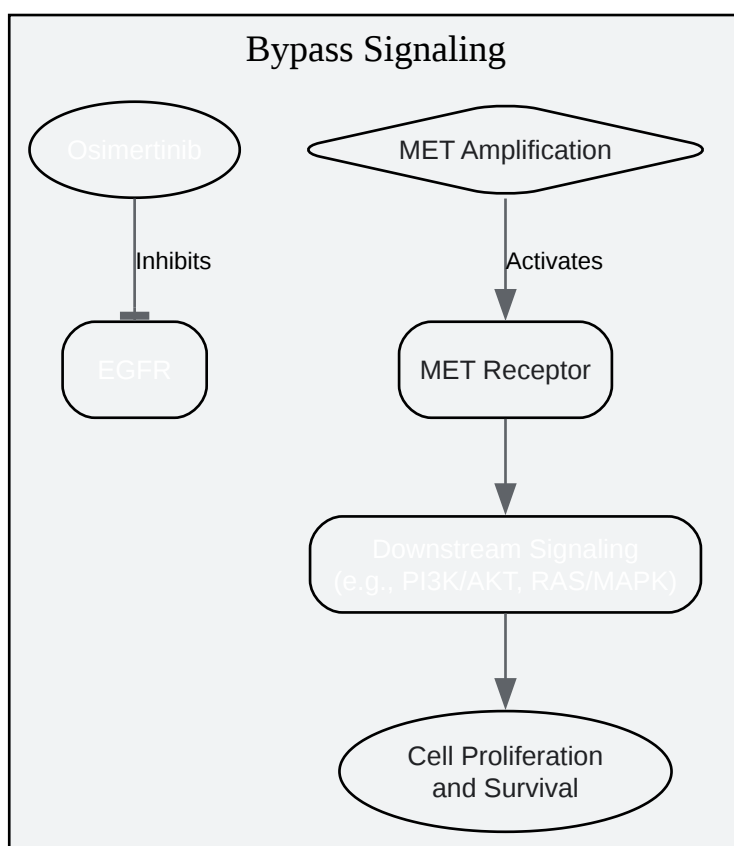 Bypass Signaling
Osimertinib
MET Amplification
Inhibits
Activates
EGFR
MET Receptor
Downstream Signaling
(e.g., PI3K/AKT, RAS/MAPK)
Cell Proliferation
and Survival